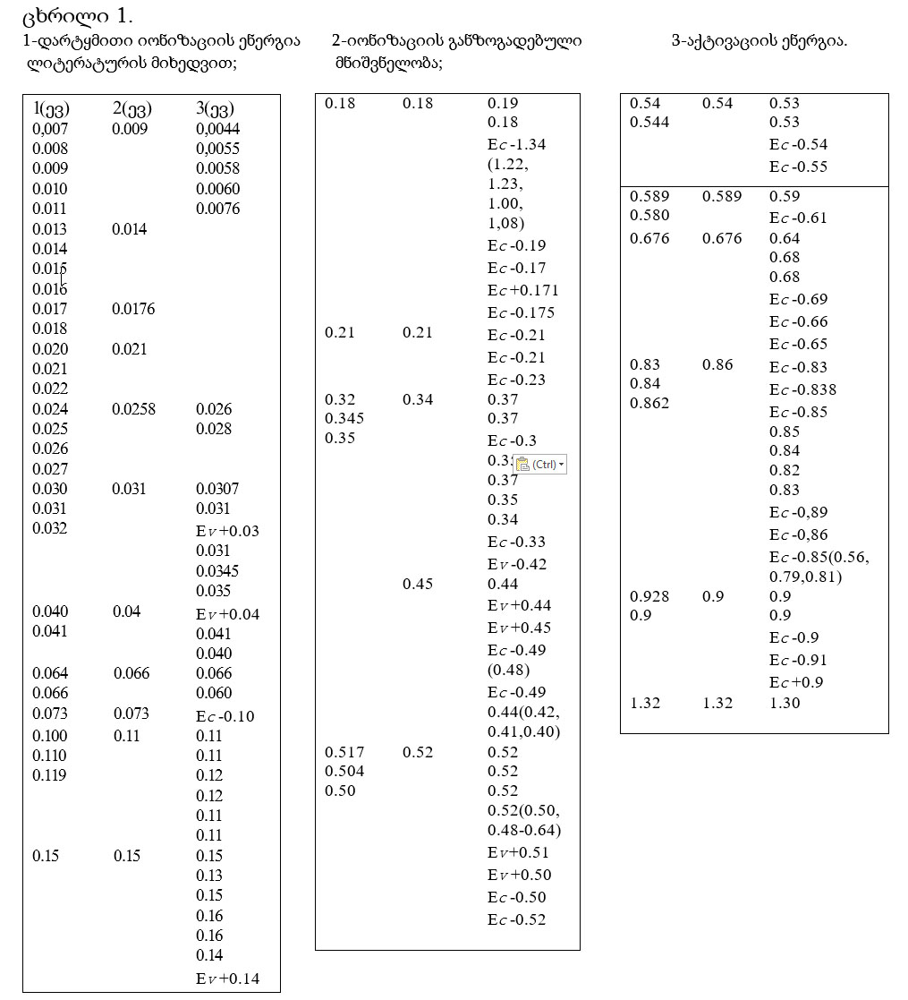 ცხრილი 1.
1-დარტყმითი იონიზაციის ენერგია ლიტერატურის მიხედვით;
2-იონიზაციის განზოგადებული მნიშვნელობა;
3-აქტივაციის ენერგია.
1(ევ) 2(ევ) 3(ევ)
0,007 0.009 0,0044
0.008 0,0055
0.009 0.0058
0.010 0.0060
0.011 0.0076
0.013 0.014
0.014
0.015
0.016
0.017 0.0176
0.018
0.020 0.021
0.021
0.022
0.024 0.0258 0.026
0.025 0.028
0.026
0.027
0.030 0.031 0.0307
0.031 0.031
0.032 Ev+0.03
0.031
0.0345
0.035
0.040 0.04 Ev+0.04
0.041 0.041
0.040
0.064 0.066 0.066
0.066 0.060
0.073 0.073 Ec-0.10
0.100 0.11 0.11
0.110 0.11
0.119 0.12
0.12
0.11
0.11
0.15 0.15 0.15
0.13
0.15
0.16
0.16
0.14
Ev+0.14
0.18 0.18 0.19
0.18
Ec-1.34
(1.22,
1.23,
1.00,
1,08)
Ec-0.19
Ec-0.17
Ec+0.171
Ec-0.175
0.21 0.21 Ec-0.21
Ec-0.21
Ec-0.23
0.32 0.34 0.37
0.345 0.37
0.35 Ec-0.3
(Ctrl)
0.37
0.35
0.34
Ec-0.33
Ev-0.42
0.45 0.44
Ev+0.44
Ev+0.45
Ec-0.49
(0.48)
Ec-0.49
0.44(0.42,
0.41,0.40)
0.517 0.52 0.52
0.504 0.52
0.50 0.52
0.52(0.50,
0.48-0.64)
Ev+0.51
Ev+0.50
Ec-0.50
Ec-0.52
0.54 0.54 0.53
0.544 0.53
Ec-0.54
Ec-0.55
0.589 0.589 0.59
0.580 Ec-0.61
0.676 0.676 0.64
0.68
0.68
Ec-0.69
Ec-0.66
Ec-0.65
0.83 0.86 Ec-0.83
0.84 Ec-0.838
0.862 Ec-0.85
0.85
0.84
0.82
0.83
Ec-0,89
Ec-0,86
Ec-0.85(0.56,
0.79,0.81)
0.928 0.9 0.9
0.9 0.9
Ec-0.9
Ec-0.91
Ec+0.9
1.32 1.32 1.30